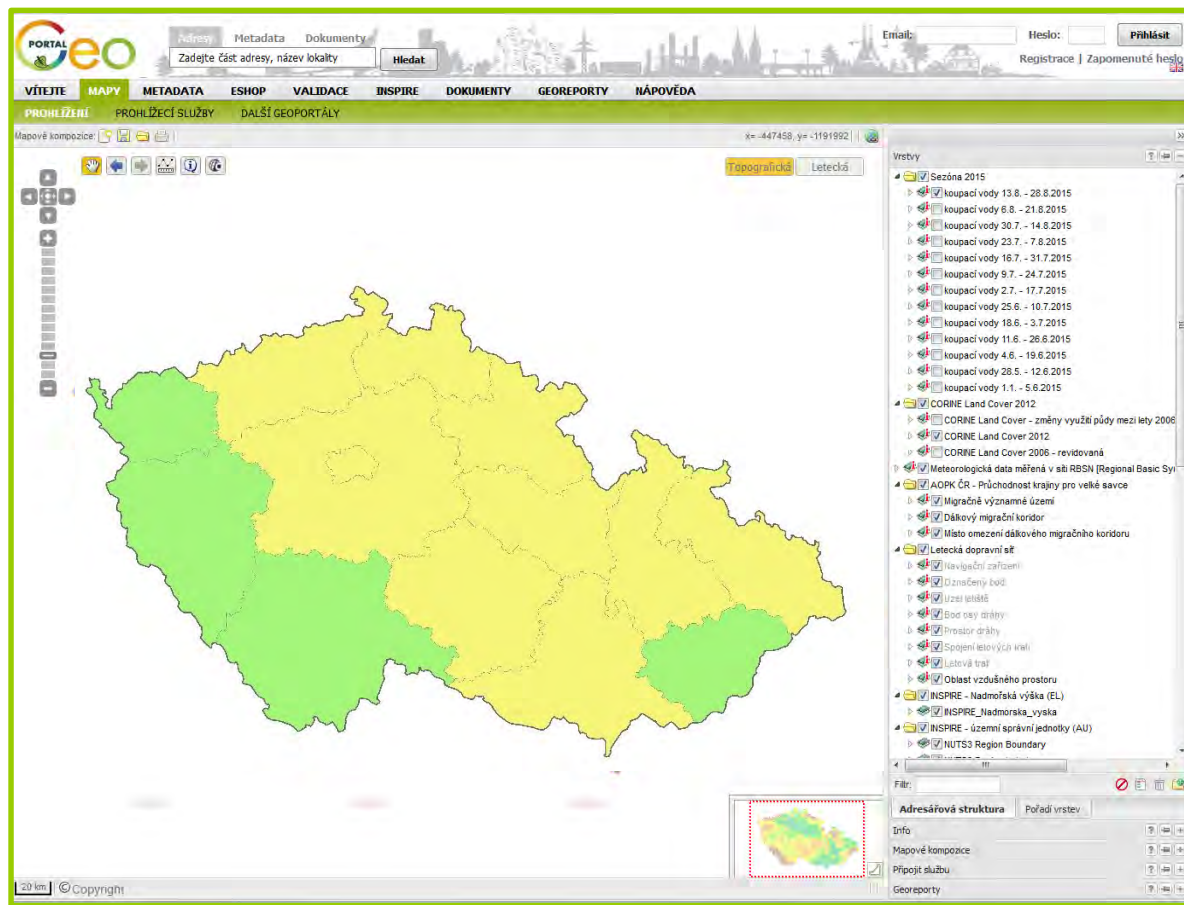 PORTAL
Geo
Adresy Metadata Dokumenty
Zadejte část adresy, název lokality Hledat
Email: Heslo: Přihlásit
Registrace | Zapomenuté heslo
VÍTEJTE MAPY METADATA ESHOP VALIDACE INSPIRE DOKUMENTY GEOREPORTY NÁPOVĚDA
PROHLÍŽENÍ PROHLÍŽECÍ SLUŽBY DALŠÍ GEOPORTÁLY
Mapové kompozice: x= -447458, y= -1191992
Topografická Letecká
Vrstvy
Sezóna 2015
koupací vody 13.8. - 28.8.2015
koupací vody 6.8. - 21.8.2015
koupací vody 30.7. - 14.8.2015
koupací vody 23.7. - 7.8.2015
koupací vody 16.7. - 31.7.2015
koupací vody 9.7. - 24.7.2015
koupací vody 2.7. - 17.7.2015
koupací vody 25.6. - 10.7.2015
koupací vody 18.6. - 3.7.2015
koupací vody 11.6. - 26.6.2015
koupací vody 4.6. - 19.6.2015
koupací vody 28.5. - 12.6.2015
koupací vody 1.1. - 5.6.2015
CORINE Land Cover 2012
CORINE Land Cover - změny využití půdy mezi lety 2006
CORINE Land Cover 2012
CORINE Land Cover 2006 - revidovaná
Meteorologická data měřená v síti RBSN [Regional Basic Syn
AOPK ČR - Průchodnost krajiny pro velké savce
Migračně významné území
Dálkový migrační koridor
Místo omezení dálkového migračního koridoru
Letecká dopravní síť
Navigační zařízení
Označený bod
Uzel letiště
Bod osy dráhy
Prostor dráhy
Spojení letových tratí
Letová trať
Oblast vzdušného prostoru
INSPIRE - Nadmořská výška (EL)
INSPIRE_Nadmorska_vyska
INSPIRE - územní správní jednotky (AU)
NUTS3 Region Boundary
Filtr:
Adresářová struktura Pořadí vrstev
Info
Mapové kompozice
Připojit službu
Georeporty
20 km © Copyright